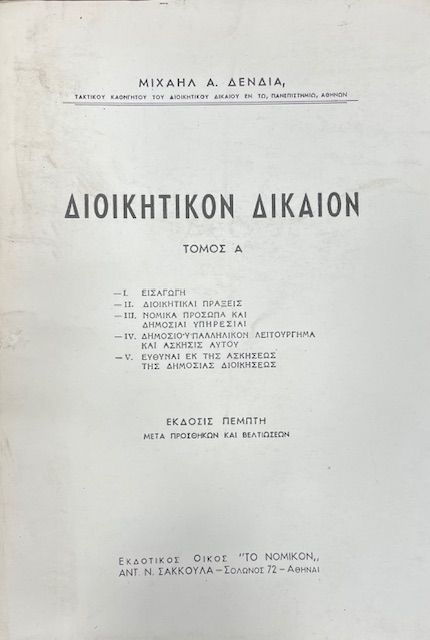 ΜΙΧΑΗΛ Α. ΔΕΝΔΙΑ,
ΤΑΚΤΙΚΟΥ ΚΑΘΗΓΗΤΟΥ ΤΟΥ ΔΙΟΙΚΗΤΙΚΟΥ ΔΙΚΑΙΟΥ ΕΝ ΤΩ, ΠΑΝΕΠΙΣΤΗΜΙΩ, ΑΘΗΝΩΝ
ΔΙΟΙΚΗΤΙΚΟΝ ΔΙΚΑΙΟΝ
ΤΟΜΟΣ Α
— I. ΕΙΣΑΓΩΓΗ
— II. ΔΙΟΙΚΗΤΙΚΑΙ ΠΡΑΞΕΙΣ
— III. ΝΟΜΙΚΑ ΠΡΟΣΩΠΑ ΚΑΙ
ΔΗΜΟΣΙΑΙ ΥΠΗΡΕΣΙΑΙ
— IV. ΔΗΜΟΣΙΟ·Υ·ΠΑΛΛΗΛΙΚΟΝ ΛΕΙΤΟΥΡΓΗΜΑ
ΚΑΙ ΑΣΚΗΣΙΣ ΑΥΤΟΥ
— V. ΕΥΘΥΝΑΙ ΕΚ ΤΗΣ ΑΣΚΗΣΕΩΣ
ΤΗΣ ΔΗΜΟΣΙΑΣ ΔΙΟΙΚΗΣΕΩΣ
ΕΚΔΟΣΙΣ ΠΕΜΠΤΗ
ΜΕΤΑ ΠΡΟΣΘΗΚΩΝ ΚΑΙ ΒΕΛΤΙΩΣΕΩΝ
ΕΚΔΟΤΙΚΟΣ ΟΙΚΟΣ "ΤΟ ΝΟΜΙΚΟΝ,,
ΑΝΤ. Ν. ΣΑΚΚΟΥΛΑ — ΣΟΛΩΝΟΣ 72 — ΑΘΗΝΑΙ